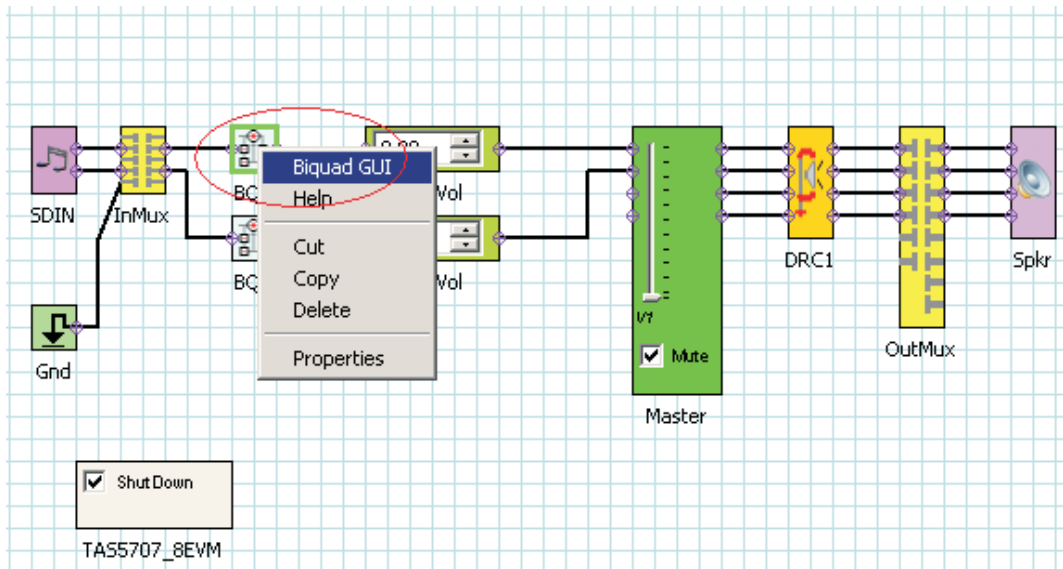 SDIN
InMux
BQ
Vol
Biquad GUI
Help
Cut
Copy
Delete
Properties
BQ
Vol
Gnd
V1
Mute
Master
DRC1
OutMux
Spkr
Shut Down
TAS5707_8EVM